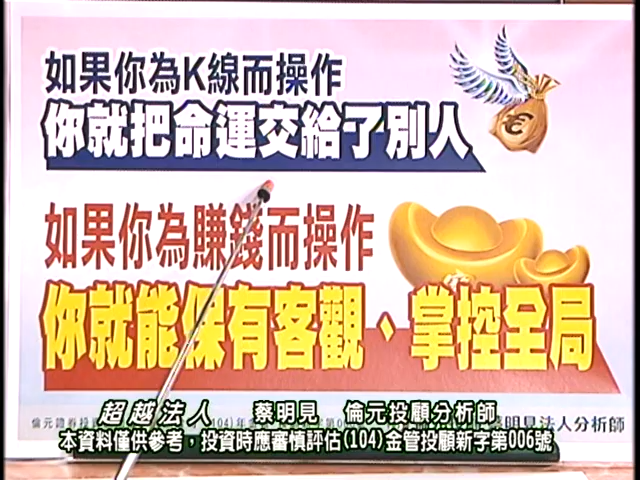 如果你為K線而操作
你就把命運交給了別人
如果你為賺錢而操作
你就能保有客觀、掌控全局
超越法人 蔡明見 倫元投顧分析師
本資料僅供參考,投資時應審慎評估(104)金管投顧新字第006號